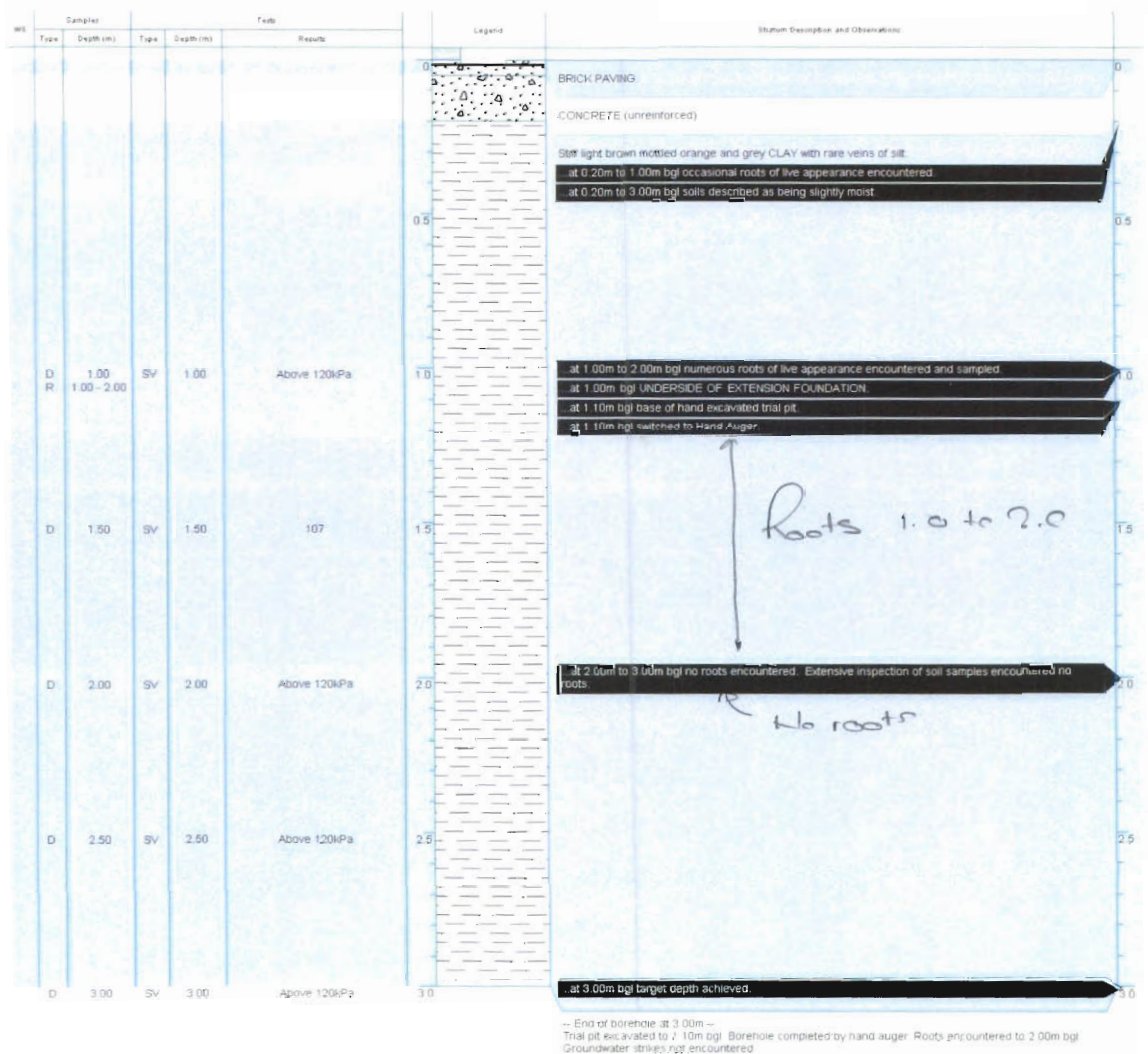 Samples Tests
WS Type Depth (m) Type Depth (m) Results Legend Stratum Description and Observations
0 0
BRICK PAVING
CONCRETE (unreinforced)
Stiff light brown mottled orange and grey CLAY with rare veins of silt.
...at 0.20m to 1.00m bgl occasional roots of live appearance encountered.
...at 0.20m to 3.00m bgl soils described as being slightly moist.
0.5 0.5
D 1.00 SV 1.00 Above 120kPa 1.0 ...at 1.00m to 2.00m bgl numerous roots of live appearance encountered and sampled. 1.0
R 1.00 - 2.00 ...at 1.00m bgl UNDERSIDE OF EXTENSION FOUNDATION.
...at 1.10m bgl base of hand excavated trial pit.
...at 1.10m bgl switched to Hand Auger.
Roots 1.0 to 2.0
D 1.50 SV 1.50 107 1.5 1.5
...at 2.00m to 3.00m bgl no roots encountered. Extensive inspection of soil samples encountered no
D 2.00 SV 2.00 Above 120kPa 2.0 roots. 2.0
No roots
D 2.50 SV 2.50 Above 120kPa 2.5 2.5
D 3.00 SV 3.00 Above 120kPa 3.0 ...at 3.00m bgl target depth achieved. 3.0
-- End of borehole at 3.00m --
Trial pit excavated to 1.10m bgl. Borehole completed by hand auger. Roots encountered to 2.00m bgl.
Groundwater strikes not encountered